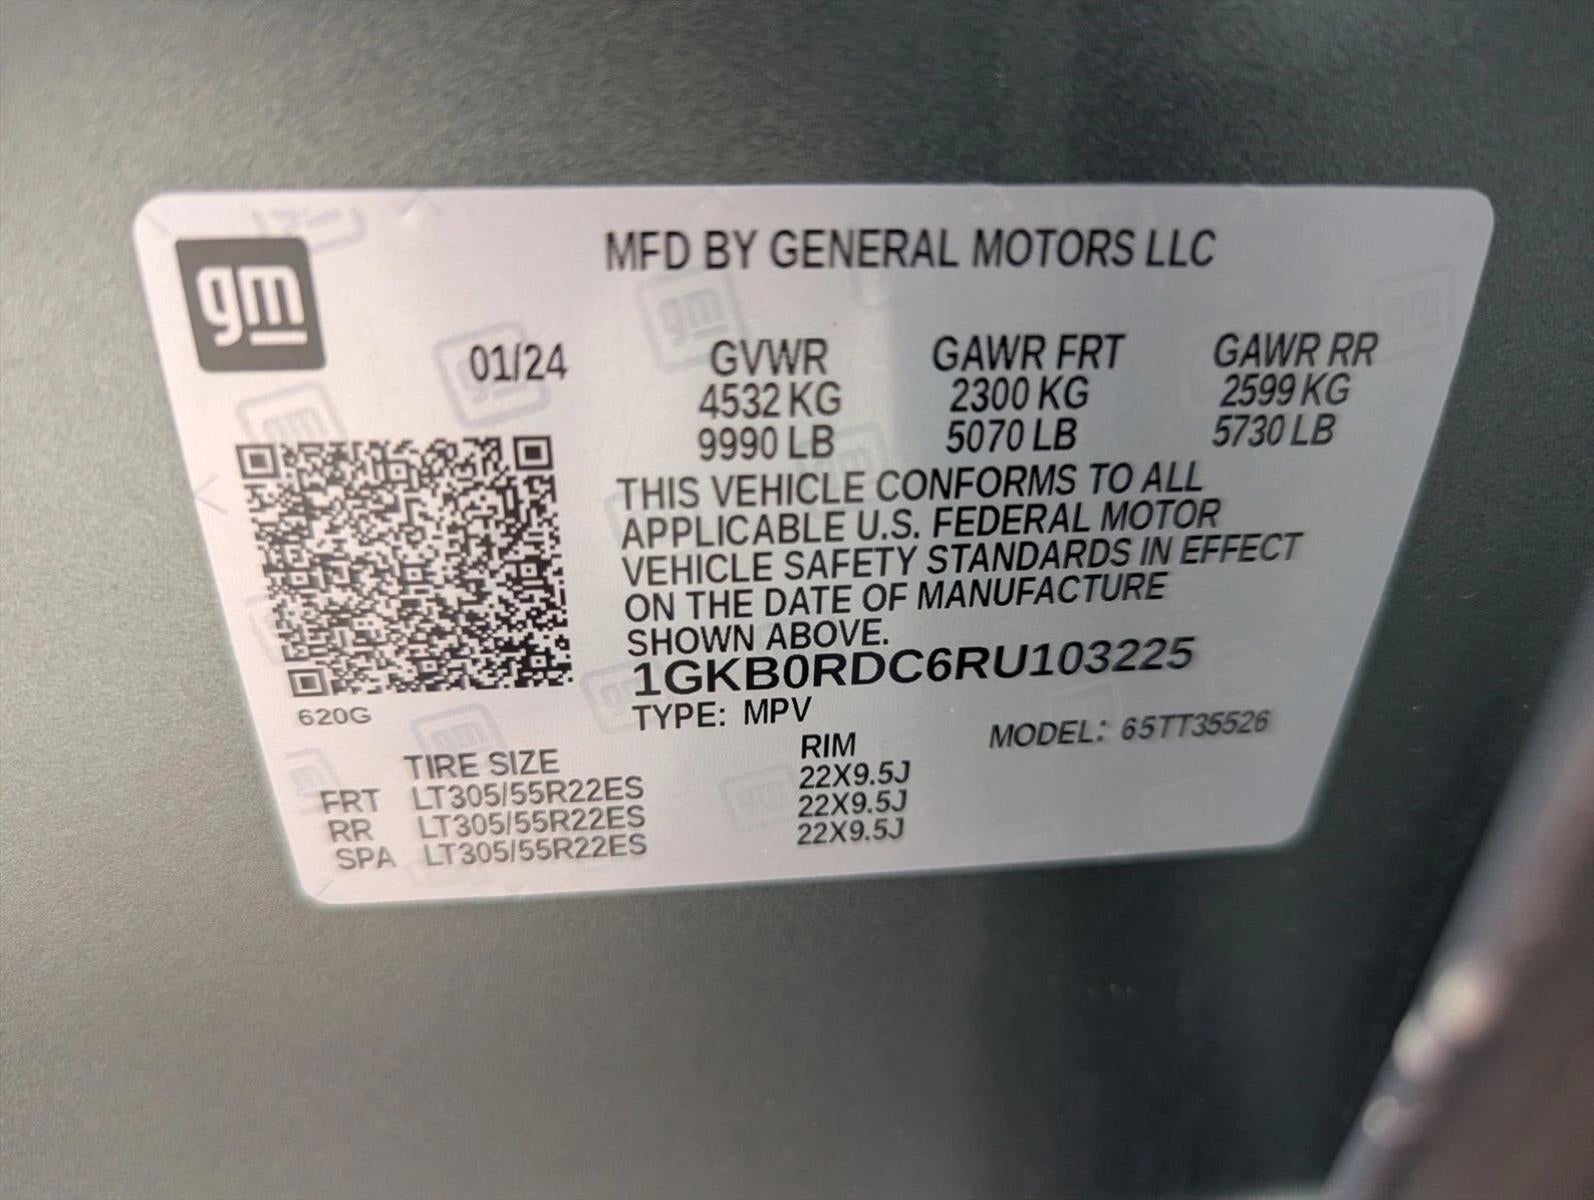 gm
MFD BY GENERAL MOTORS LLC
01/24 GVWR GAWR FRT GAWR RR
4532 KG 2300 KG 2599 KG
9990 LB 5070 LB 5730 LB
THIS VEHICLE CONFORMS TO ALL
APPLICABLE U.S. FEDERAL MOTOR
VEHICLE SAFETY STANDARDS IN EFFECT
ON THE DATE OF MANUFACTURE
SHOWN ABOVE.
1GKB0RDC6RU103225
620G
TYPE: MPV
MODEL: 65TT35526
TIRE SIZE RIM
FRT LT305/55R22ES 22X9.5J
RR LT305/55R22ES 22X9.5J
SPA LT305/55R22ES 22X9.5J